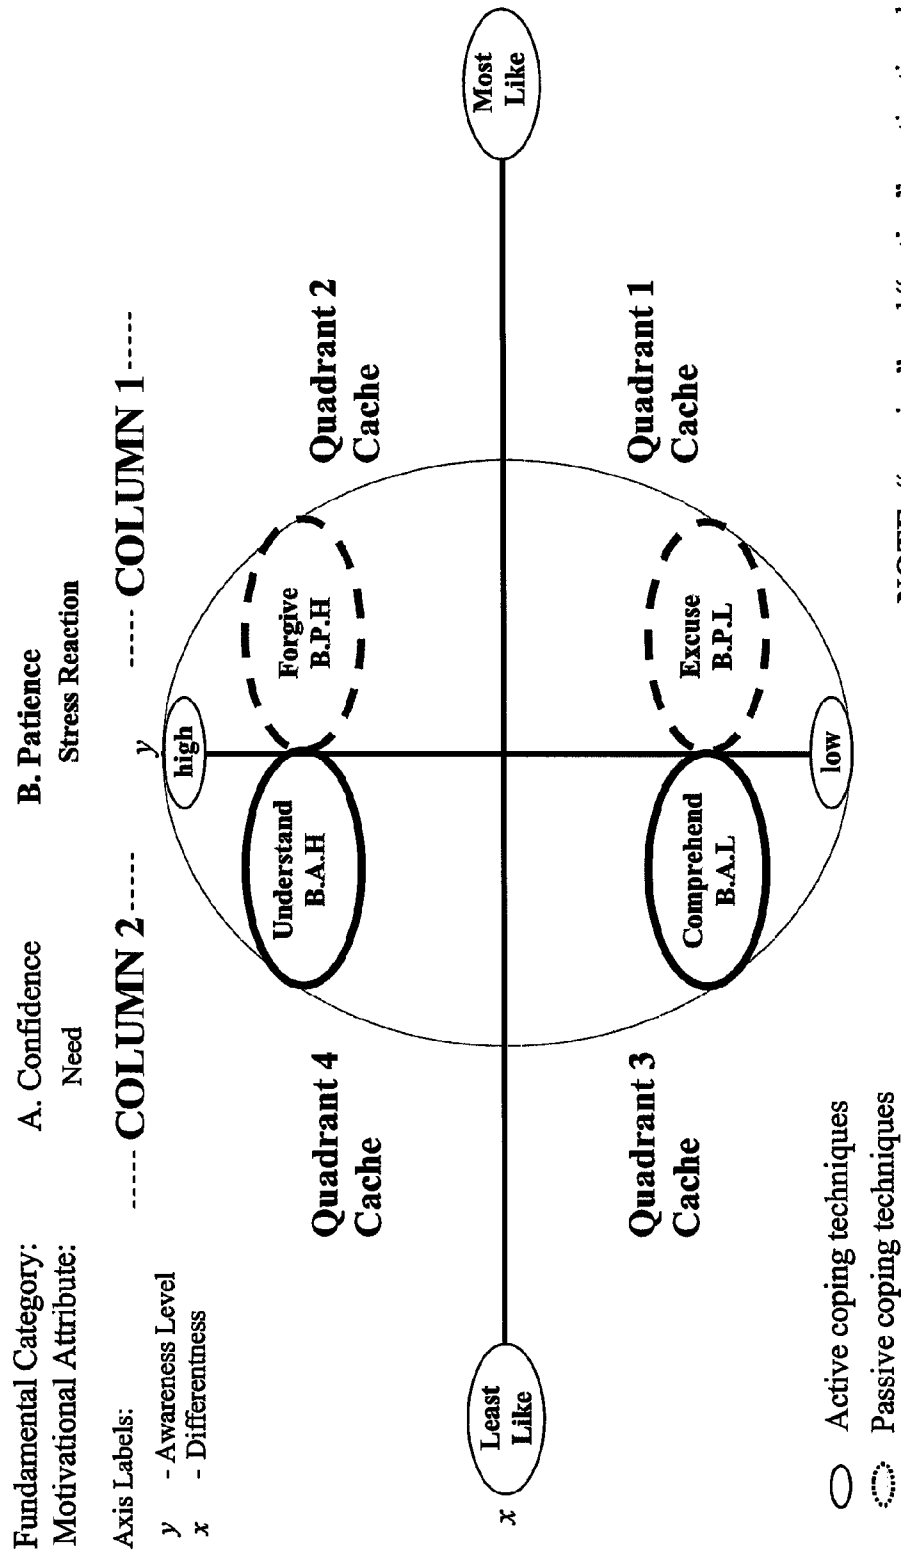 Fundamental Category: A. Confidence B. Patience
Motivational Attribute: Need Stress Reaction
Axis Labels:
y - Awareness Level
x - Differentness
------ COLUMN 2 ----- ----- COLUMN 1 -----
y
high
Quadrant 4
Cache
Understand
B.A.H
Forgive
B.P.H
Quadrant 2
Cache
x
Least
Like
Most
Like
Quadrant 3
Cache
Comprehend
B.A.L
Excuse
B.P.L
Quadrant 1
Cache
low
Active coping techniques
Passive coping techniques